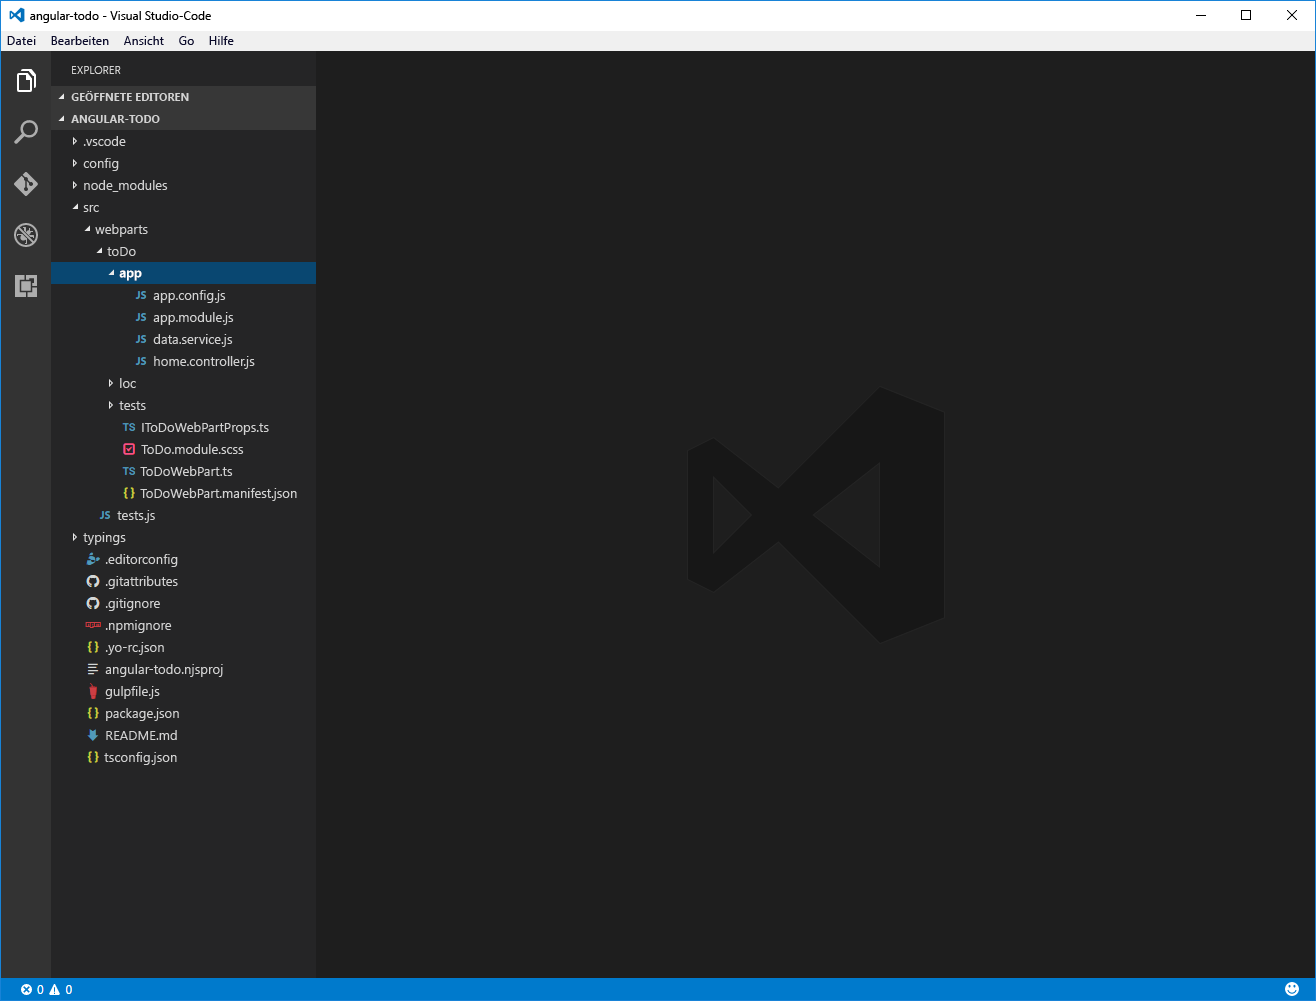 angular-todo - Visual Studio-Code
Datei Bearbeiten Ansicht Go Hilfe
EXPLORER
GEÖFFNETE EDITOREN
ANGULAR-TODO
.vscode
config
node_modules
src
webparts
toDo
app
JS app.config.js
JS app.module.js
JS data.service.js
JS home.controller.js
loc
tests
TS IToDoWebPartProps.ts
ToDo.module.scss
TS ToDoWebPart.ts
{} ToDoWebPart.manifest.json
JS tests.js
typings
.editorconfig
.gitattributes
.gitignore
npm .npmignore
{} .yo-rc.json
angular-todo.njsproj
gulpfile.js
{} package.json
README.md
{} tsconfig.json
0 0